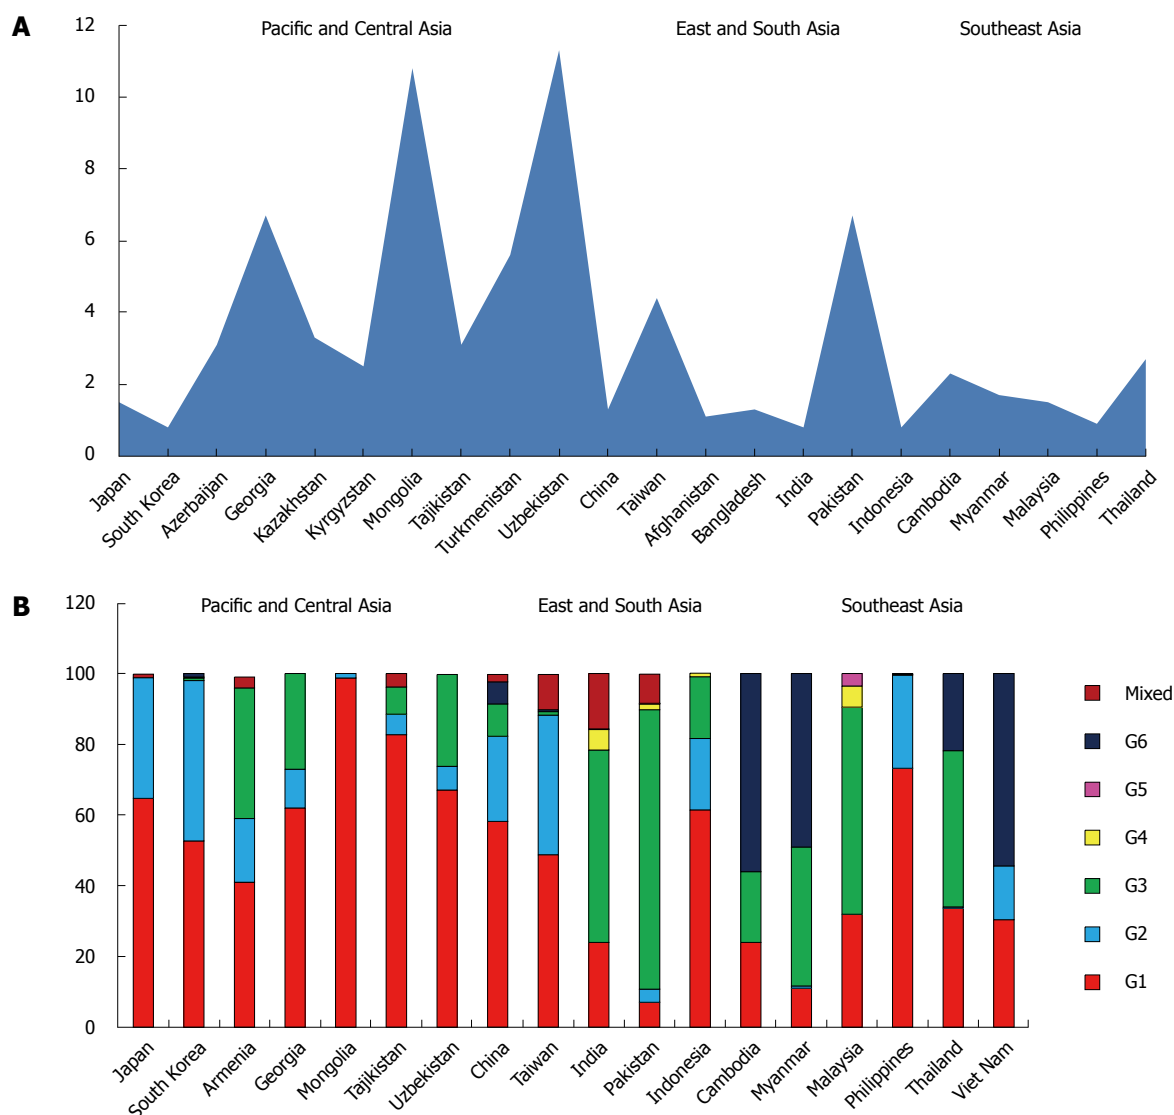 A
Pacific and Central Asia
East and South Asia
Southeast Asia
12
10
8
6
4
2
0
Japan
South Korea
Azerbaijan
Georgia
Kazakhstan
Kyrgyzstan
Mongolia
Tajikistan
Turkmenistan
Uzbekistan
China
Taiwan
Afghanistan
Bangladesh
India
Pakistan
Indonesia
Cambodia
Myanmar
Malaysia
Philippines
Thailand
B
Pacific and Central Asia
East and South Asia
Southeast Asia
120
100
80
60
40
20
0
Mixed
G6
G5
G4
G3
G2
G1
Japan
South Korea
Armenia
Georgia
Mongolia
Tajikistan
Uzbekistan
China
Taiwan
India
Pakistan
Indonesia
Cambodia
Myanmar
Malaysia
Philippines
Thailand
Viet Nam